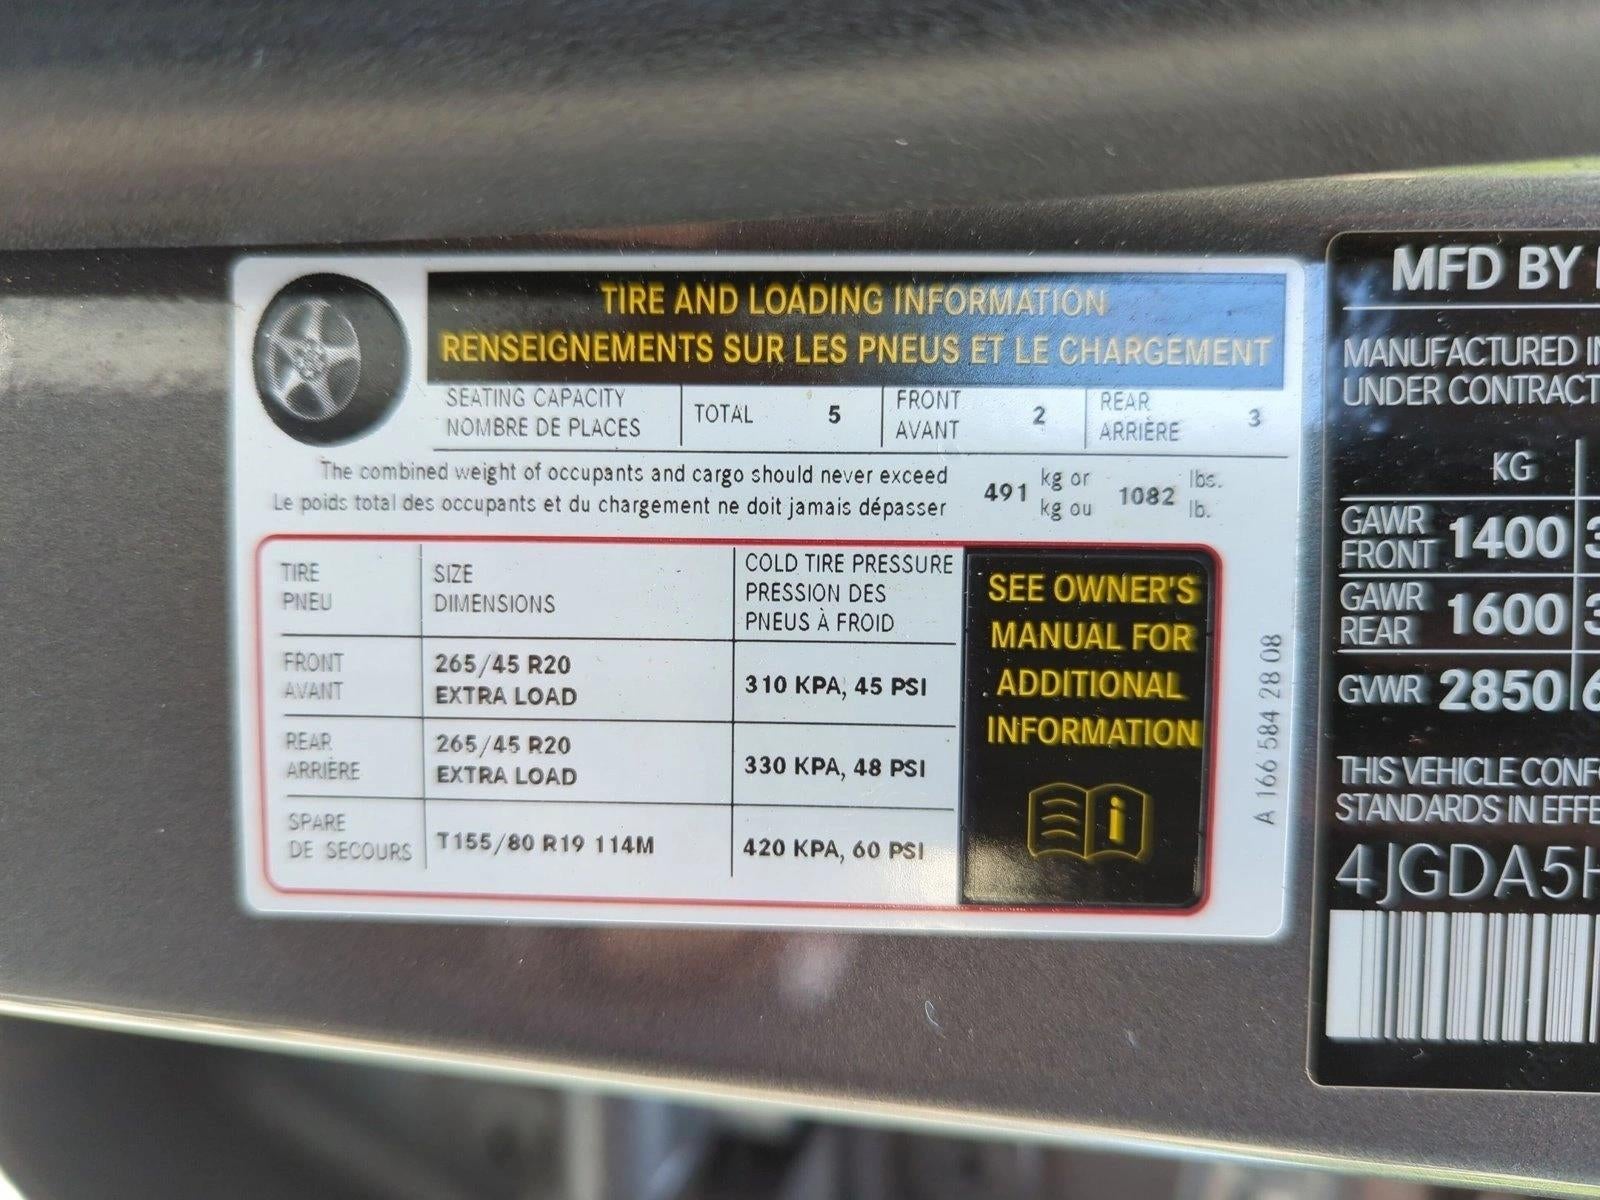 TIRE AND LOADING INFORMATION
RENSEIGNEMENTS SUR LES PNEUS ET LE CHARGEMENT
SEATING CAPACITY
NOMBRE DE PLACES
TOTAL 5
FRONT
AVANT
2
REAR
ARRIÈRE
3
The combined weight of occupants and cargo should never exceed
Le poids total des occupants et du chargement ne doit jamais dépasser
491 kg or 1082 lbs.
kg ou lb.
TIRE
PNEU
SIZE
DIMENSIONS
COLD TIRE PRESSURE
PRESSION DES
PNEUS À FROID
FRONT
AVANT
265/45 R20
EXTRA LOAD
310 KPA, 45 PSI
REAR
ARRIÈRE
265/45 R20
EXTRA LOAD
330 KPA, 48 PSI
SPARE
DE SECOURS
T155/80 R19 114M
420 KPA, 60 PSI
SEE OWNER'S
MANUAL FOR
ADDITIONAL
INFORMATION
A 166 584 28 08
MFD BY
MANUFACTURED
UNDER CONTRACT
KG
GAWR
FRONT
1400
GAWR
REAR
1600
GVWR 2850
THIS VEHICLE CONF
STANDARDS IN EFFE
4JGDA5H